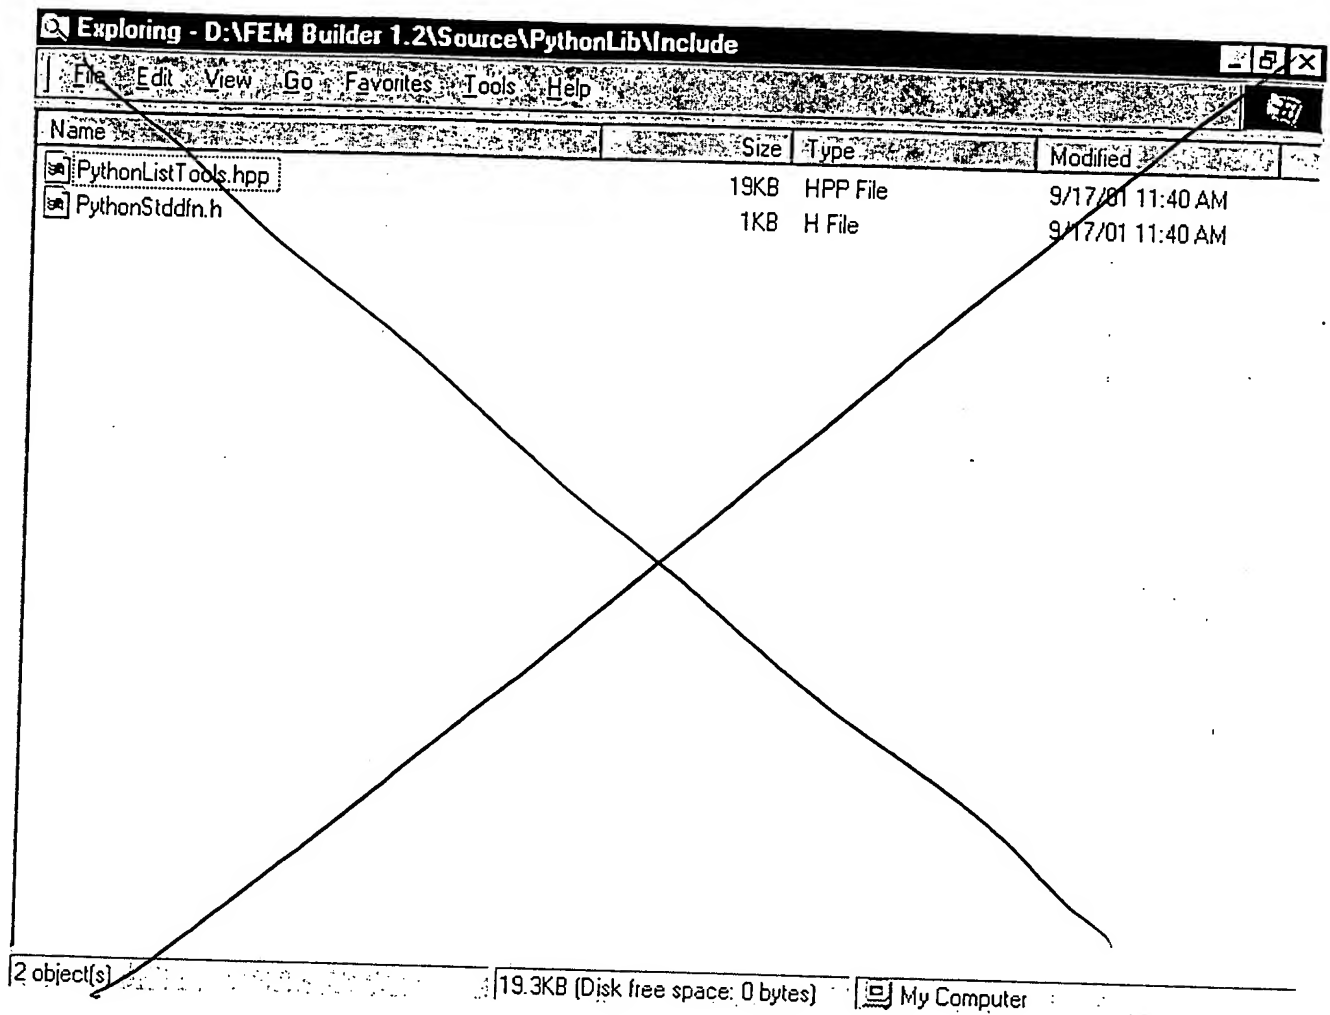 Exploring - D:\FEM Builder 1.2\Source\PythonLib\Include
File Edit View Go Favorites Tools Help
Name Size Type Modified
PythonListTools.hpp 19KB HPP File 9/17/01 11:40 AM
PythonStddfn.h 1KB H File 9/17/01 11:40 AM
2 object(s) 19.3KB (Disk free space: 0 bytes) My Computer